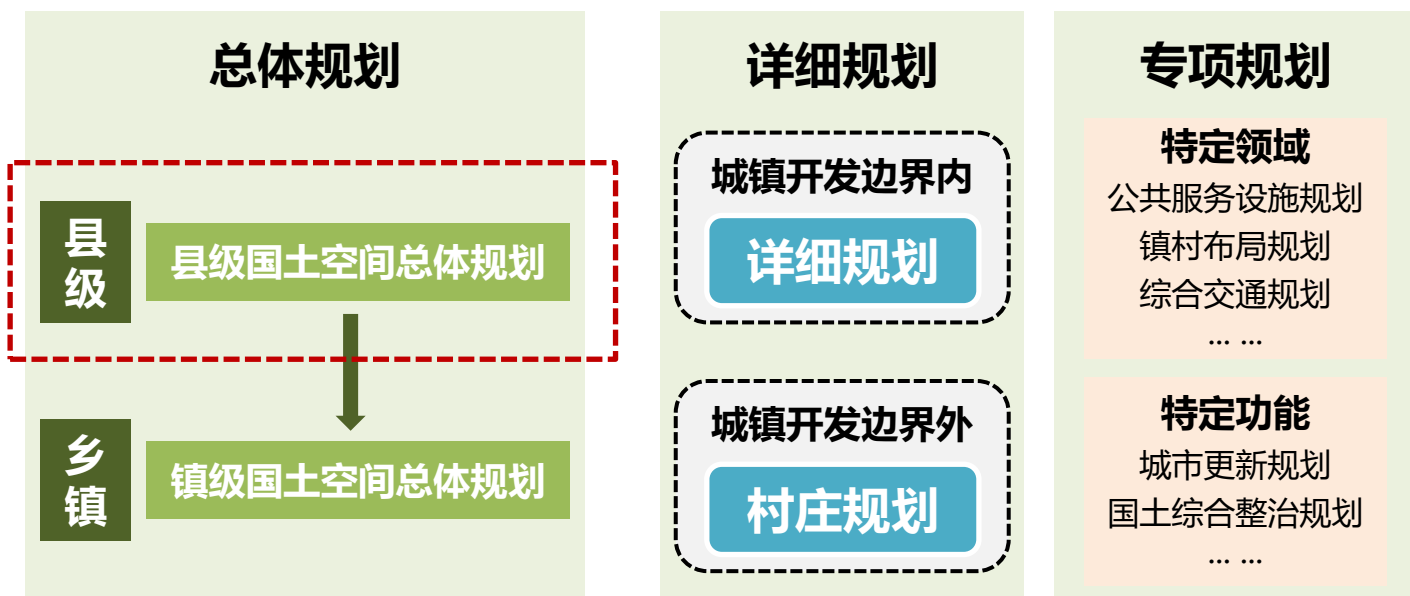 总体规划
县级
县级国土空间总体规划
乡镇
镇级国土空间总体规划
详细规划
城镇开发边界内
详细规划
城镇开发边界外
村庄规划
专项规划
特定领域
公共服务设施规划
镇村布局规划
综合交通规划
... ...
特定功能
城市更新规划
国土综合整治规划
... ...